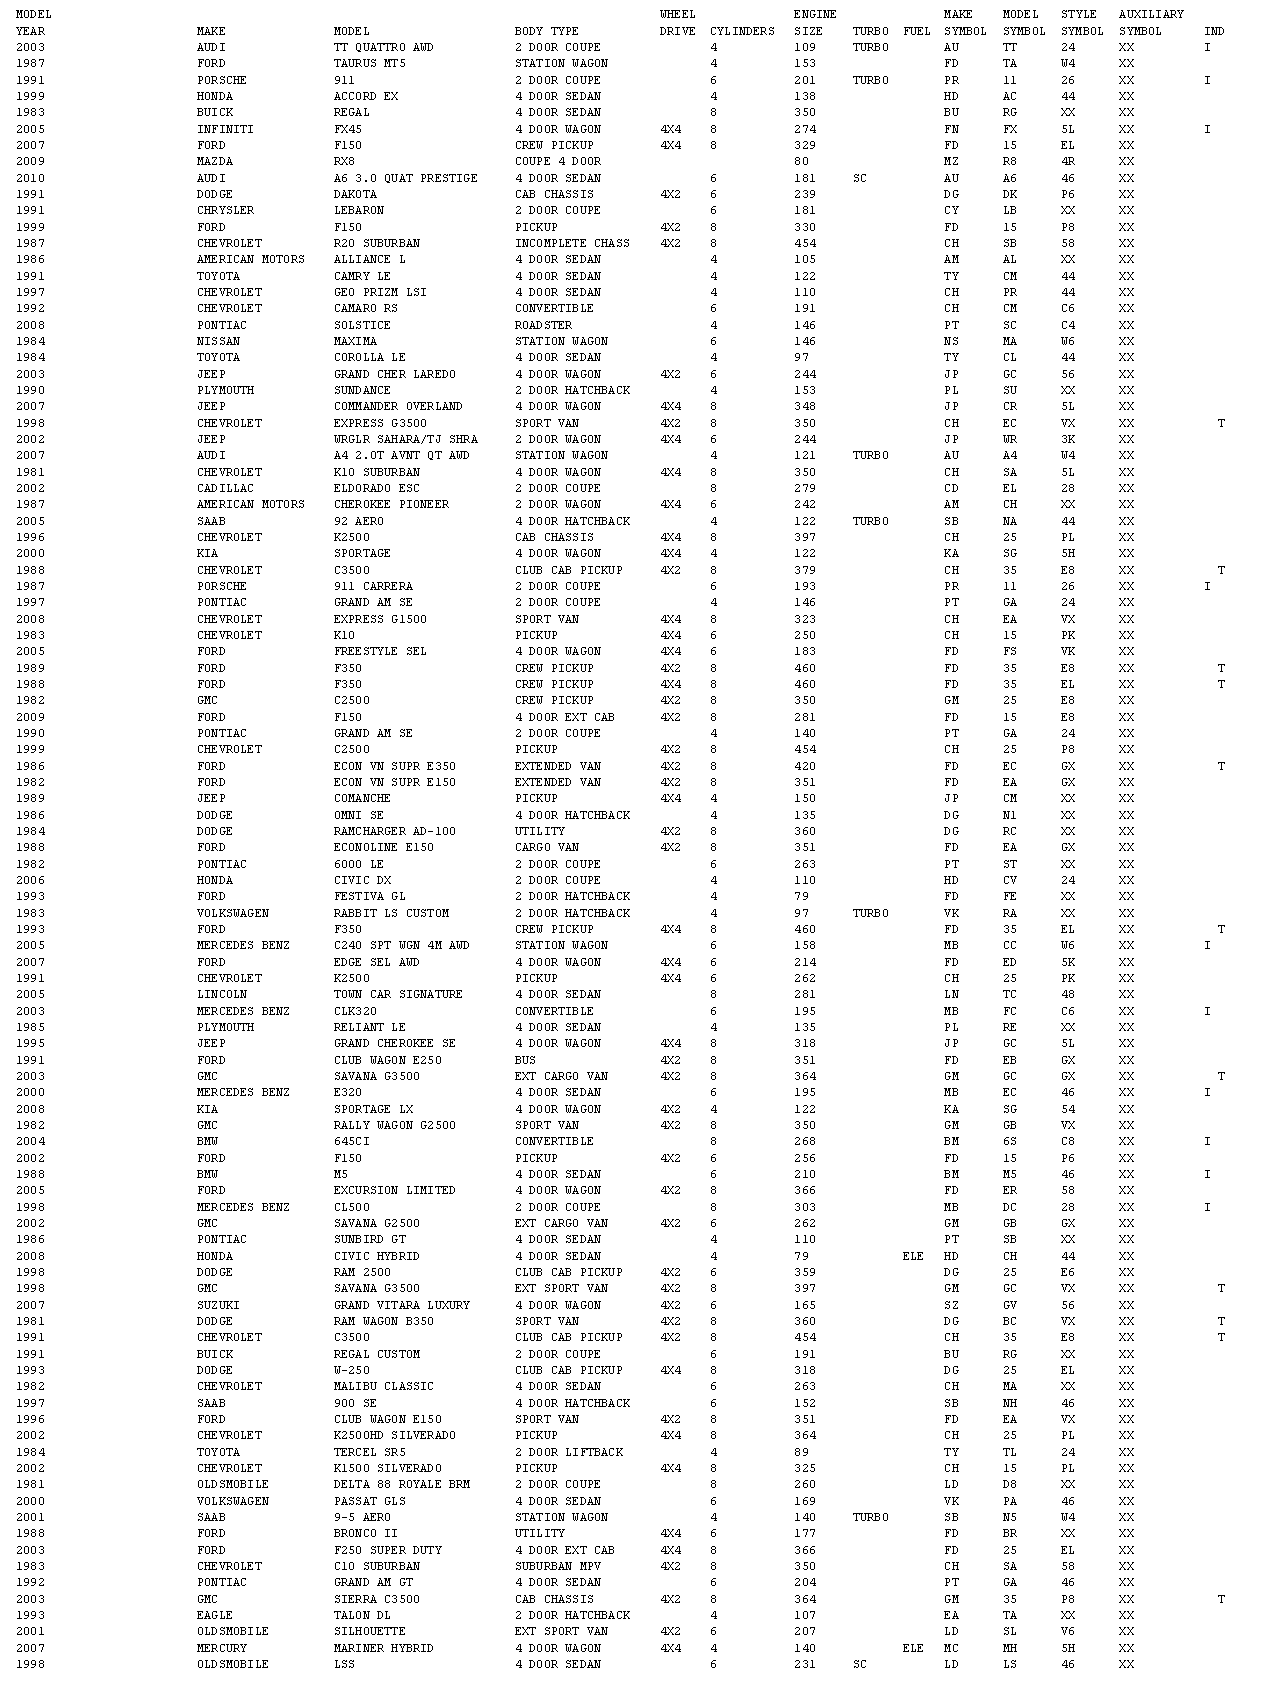 MODEL WHEEL ENGINE MAKE MODEL STYLE AUXILIARY
YEAR MAKE MODEL BODY TYPE DRIVE CYLINDERS SIZE TURBO FUEL SYMBOL SYMBOL SYMBOL SYMBOL IND
2003 AUDI TT QUATTRO AWD 2 DOOR COUPE 4 109 TURBO AU TT 24 XX I
1987 FORD TAURUS MT5 STATION WAGON 4 153 FD TA W4 XX
1991 PORSCHE 911 2 DOOR COUPE 6 201 TURBO PR 11 26 XX I
1999 HONDA ACCORD EX 4 DOOR SEDAN 4 138 HD AC 44 XX
1983 BUICK REGAL 4 DOOR SEDAN 8 350 BU RG XX XX
2005 INFINITI FX45 4 DOOR WAGON 4X4 8 274 FN FX 5L XX I
2007 FORD F150 CREW PICKUP 4X4 8 329 FD 15 EL XX
2009 MAZDA RX8 COUPE 4 DOOR 80 MZ R8 4R XX
2010 AUDI A6 3.0 QUAT PRESTIGE 4 DOOR SEDAN 6 181 SC AU A6 46 XX
1991 DODGE DAKOTA CAB CHASSIS 4X2 6 239 DG DK P6 XX
1991 CHRYSLER LEBARON 2 DOOR COUPE 6 181 CY LB XX XX
1999 FORD F150 PICKUP 4X2 8 330 FD 15 P8 XX
1987 CHEVROLET R20 SUBURBAN INCOMPLETE CHASS 4X2 8 454 CH SB 58 XX
1986 AMERICAN MOTORS ALLIANCE L 4 DOOR SEDAN 4 105 AM AL XX XX
1991 TOYOTA CAMRY LE 4 DOOR SEDAN 4 122 TY CM 44 XX
1997 CHEVROLET GEO PRIZM LSI 4 DOOR SEDAN 4 110 CH PR 44 XX
1992 CHEVROLET CAMARO RS CONVERTIBLE 6 191 CH CM C6 XX
2008 PONTIAC SOLSTICE ROADSTER 4 146 PT SC C4 XX
1984 NISSAN MAXIMA STATION WAGON 6 146 NS MA W6 XX
1984 TOYOTA COROLLA LE 4 DOOR SEDAN 4 97 TY CL 44 XX
2003 JEEP GRAND CHER LAREDO 4 DOOR WAGON 4X2 6 244 JP GC 56 XX
1990 PLYMOUTH SUNDANCE 2 DOOR HATCHBACK 4 153 PL SU XX XX
2007 JEEP COMMANDER OVERLAND 4 DOOR WAGON 4X4 8 348 JP CR 5L XX
1998 CHEVROLET EXPRESS G3500 SPORT VAN 4X2 8 350 CH EC VX XX T
2002 JEEP WRGLR SAHARA/TJ SHRA 2 DOOR WAGON 4X4 6 244 JP WR 3K XX
2007 AUDI A4 2.0T AVNT QT AWD STATION WAGON 4 121 TURBO AU A4 W4 XX
1981 CHEVROLET K10 SUBURBAN 4 DOOR WAGON 4X4 8 350 CH SA 5L XX
2002 CADILLAC ELDORADO ESC 2 DOOR COUPE 8 279 CD EL 28 XX
1987 AMERICAN MOTORS CHEROKEE PIONEER 2 DOOR WAGON 4X4 6 242 AM CH XX XX
2005 SAAB 92 AERO 4 DOOR HATCHBACK 4 122 TURBO SB NA 44 XX
1996 CHEVROLET K2500 CAB CHASSIS 4X4 8 397 CH 25 PL XX
2000 KIA SPORTAGE 4 DOOR WAGON 4X4 4 122 KA SG 5H XX
1988 CHEVROLET C3500 CLUB CAB PICKUP 4X2 8 379 CH 35 E8 XX T
1987 PORSCHE 911 CARRERA 2 DOOR COUPE 6 193 PR 11 26 XX I
1997 PONTIAC GRAND AM SE 2 DOOR COUPE 4 146 PT GA 24 XX
2008 CHEVROLET EXPRESS G1500 SPORT VAN 4X4 8 323 CH EA VX XX
1983 CHEVROLET K10 PICKUP 4X4 6 250 CH 15 PK XX
2005 FORD FREESTYLE SEL 4 DOOR WAGON 4X4 6 183 FD FS VK XX
1989 FORD F350 CREW PICKUP 4X2 8 460 FD 35 E8 XX T
1988 FORD F350 CREW PICKUP 4X4 8 460 FD 35 EL XX T
1982 GMC C2500 CREW PICKUP 4X2 8 350 GM 25 E8 XX
2009 FORD F150 4 DOOR EXT CAB 4X2 8 281 FD 15 E8 XX
1990 PONTIAC GRAND AM SE 2 DOOR COUPE 4 140 PT GA 24 XX
1999 CHEVROLET C2500 PICKUP 4X2 8 454 CH 25 P8 XX
1986 FORD ECON VN SUPR E350 EXTENDED VAN 4X2 8 420 FD EC GX XX T
1982 FORD ECON VN SUPR E150 EXTENDED VAN 4X2 8 351 FD EA GX XX
1989 JEEP COMANCHE PICKUP 4X4 4 150 JP CM XX XX
1986 DODGE OMNI SE 4 DOOR HATCHBACK 4 135 DG N1 XX XX
1984 DODGE RAMCHARGER AD-100 UTILITY 4X2 8 360 DG RC XX XX
1988 FORD ECONOLINE E150 CARGO VAN 4X2 8 351 FD EA GX XX
1982 PONTIAC 6000 LE 2 DOOR COUPE 6 263 PT ST XX XX
2006 HONDA CIVIC DX 2 DOOR COUPE 4 110 HD CV 24 XX
1993 FORD FESTIVA GL 2 DOOR HATCHBACK 4 79 FD FE XX XX
1983 VOLKSWAGEN RABBIT LS CUSTOM 2 DOOR HATCHBACK 4 97 TURBO VK RA XX XX
1993 FORD F350 CREW PICKUP 4X4 8 460 FD 35 EL XX T
2005 MERCEDES BENZ C240 SPT WGN 4M AWD STATION WAGON 6 158 MB CC W6 XX I
2007 FORD EDGE SEL AWD 4 DOOR WAGON 4X4 6 214 FD ED 5K XX
1991 CHEVROLET K2500 PICKUP 4X4 6 262 CH 25 PK XX
2005 LINCOLN TOWN CAR SIGNATURE 4 DOOR SEDAN 8 281 LN TC 48 XX
2003 MERCEDES BENZ CLK320 CONVERTIBLE 6 195 MB FC C6 XX I
1985 PLYMOUTH RELIANT LE 4 DOOR SEDAN 4 135 PL RE XX XX
1995 JEEP GRAND CHEROKEE SE 4 DOOR WAGON 4X4 8 318 JP GC 5L XX
1991 FORD CLUB WAGON E250 BUS 4X2 8 351 FD EB GX XX
2003 GMC SAVANA G3500 EXT CARGO VAN 4X2 8 364 GM GC GX XX T
2000 MERCEDES BENZ E320 4 DOOR SEDAN 6 195 MB EC 46 XX I
2008 KIA SPORTAGE LX 4 DOOR WAGON 4X2 4 122 KA SG 54 XX
1982 GMC RALLY WAGON G2500 SPORT VAN 4X2 8 350 GM GB VX XX
2004 BMW 645CI CONVERTIBLE 8 268 BM 6S C8 XX I
2002 FORD F150 PICKUP 4X2 6 256 FD 15 P6 XX
1988 BMW M5 4 DOOR SEDAN 6 210 BM M5 46 XX I
2005 FORD EXCURSION LIMITED 4 DOOR WAGON 4X2 8 366 FD ER 58 XX
1998 MERCEDES BENZ CL500 2 DOOR COUPE 8 303 MB DC 28 XX I
2002 GMC SAVANA G2500 EXT CARGO VAN 4X2 6 262 GM GB GX XX
1986 PONTIAC SUNBIRD GT 4 DOOR SEDAN 4 110 PT SB XX XX
2008 HONDA CIVIC HYBRID 4 DOOR SEDAN 4 79 ELE HD CH 44 XX
1998 DODGE RAM 2500 CLUB CAB PICKUP 4X2 6 359 DG 25 E6 XX
1998 GMC SAVANA G3500 EXT SPORT VAN 4X2 8 397 GM GC VX XX T
2007 SUZUKI GRAND VITARA LUXURY 4 DOOR WAGON 4X2 6 165 SZ GV 56 XX
1981 DODGE RAM WAGON B350 SPORT VAN 4X2 8 360 DG BC VX XX T
1991 CHEVROLET C3500 CLUB CAB PICKUP 4X2 8 454 CH 35 E8 XX T
1991 BUICK REGAL CUSTOM 2 DOOR COUPE 6 191 BU RG XX XX
1993 DODGE W-250 CLUB CAB PICKUP 4X4 8 318 DG 25 EL XX
1982 CHEVROLET MALIBU CLASSIC 4 DOOR SEDAN 6 263 CH MA XX XX
1997 SAAB 900 SE 4 DOOR HATCHBACK 6 152 SB NH 46 XX
1996 FORD CLUB WAGON E150 SPORT VAN 4X2 8 351 FD EA VX XX
2002 CHEVROLET K2500HD SILVERADO PICKUP 4X4 8 364 CH 25 PL XX
1984 TOYOTA TERCEL SR5 2 DOOR LIFTBACK 4 89 TY TL 24 XX
2002 CHEVROLET K1500 SILVERADO PICKUP 4X4 8 325 CH 15 PL XX
1981 OLDSMOBILE DELTA 88 ROYALE BRM 2 DOOR COUPE 8 260 LD D8 XX XX
2000 VOLKSWAGEN PASSAT GLS 4 DOOR SEDAN 6 169 VK PA 46 XX
2001 SAAB 9-5 AERO STATION WAGON 4 140 TURBO SB N5 W4 XX
1988 FORD BRONCO II UTILITY 4X4 6 177 FD BR XX XX
2003 FORD F250 SUPER DUTY 4 DOOR EXT CAB 4X4 8 366 FD 25 EL XX
1983 CHEVROLET C10 SUBURBAN SUBURBAN MPV 4X2 8 350 CH SA 58 XX
1992 PONTIAC GRAND AM GT 4 DOOR SEDAN 6 204 PT GA 46 XX
2003 GMC SIERRA C3500 CAB CHASSIS 4X2 8 364 GM 35 P8 XX T
1993 EAGLE TALON DL 2 DOOR HATCHBACK 4 107 EA TA XX XX
2001 OLDSMOBILE SILHOUETTE EXT SPORT VAN 4X2 6 207 LD SL V6 XX
2007 MERCURY MARINER HYBRID 4 DOOR WAGON 4X4 4 140 ELE MC MH 5H XX
1998 OLDSMOBILE LSS 4 DOOR SEDAN 6 231 SC LD LS 46 XX